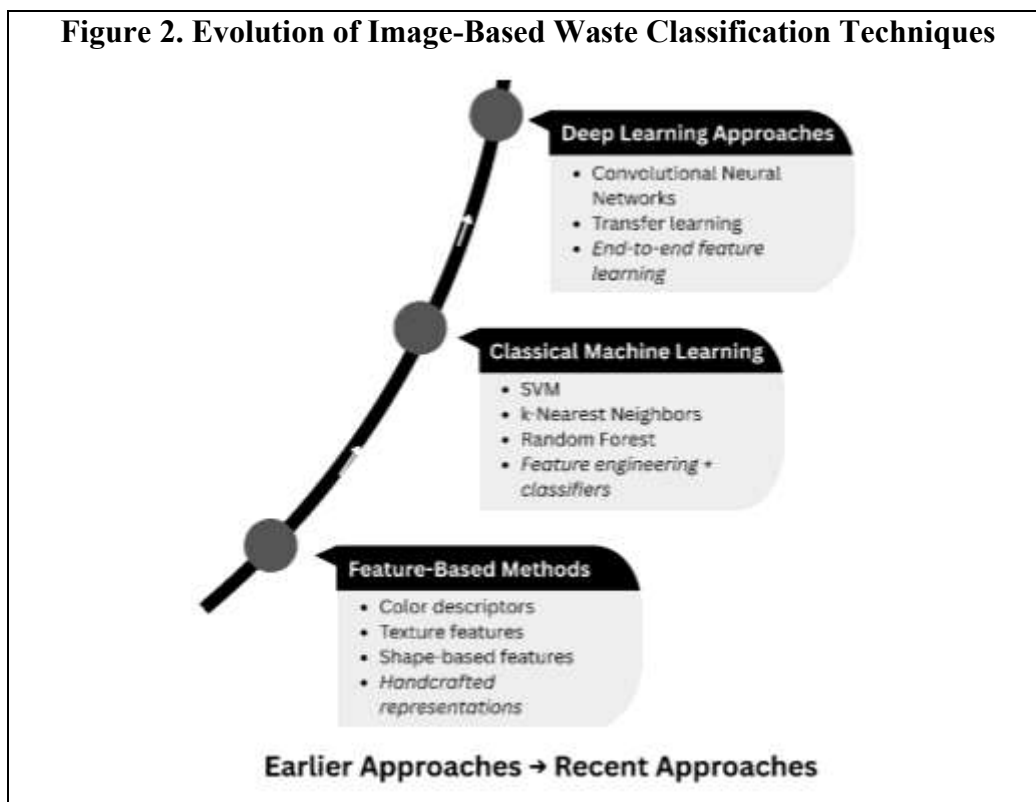 Figure 2. Evolution of Image-Based Waste Classification Techniques
Deep Learning Approaches
• Convolutional Neural
Networks
• Transfer learning
• End-to-end feature
learning
Classical Machine Learning
• SVM
• k-Nearest Neighbors
• Random Forest
• Feature engineering +
classifiers
Feature-Based Methods
• Color descriptors
• Texture features
• Shape-based features
• Handcrafted
representations
Earlier Approaches → Recent Approaches